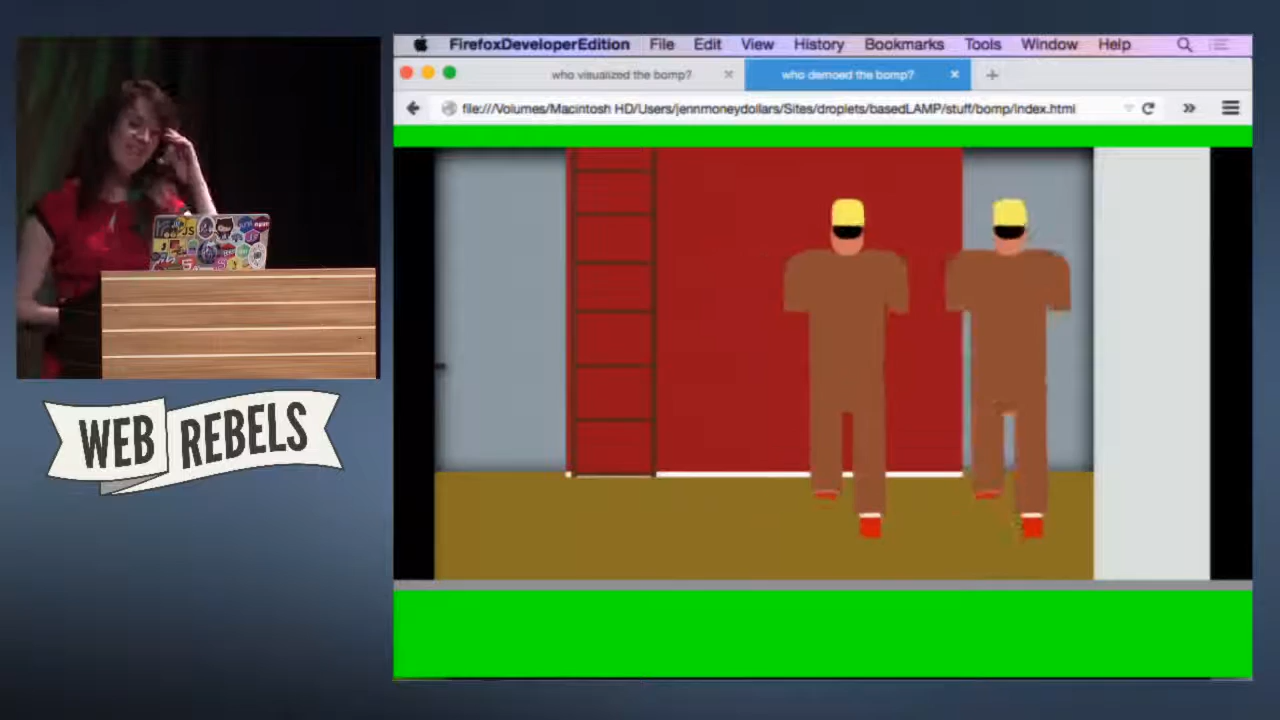 FirefoxDeveloperEdition File Edit View History Bookmarks Tools Window Help
who visualized the bomp?
who demoed the bomp?
file:///Volumes/Macintosh HD/Users/jennmoneydollars/Sites/droplets/basedLAMP/stuff/bomp/index.html
JS
WEB REBELS